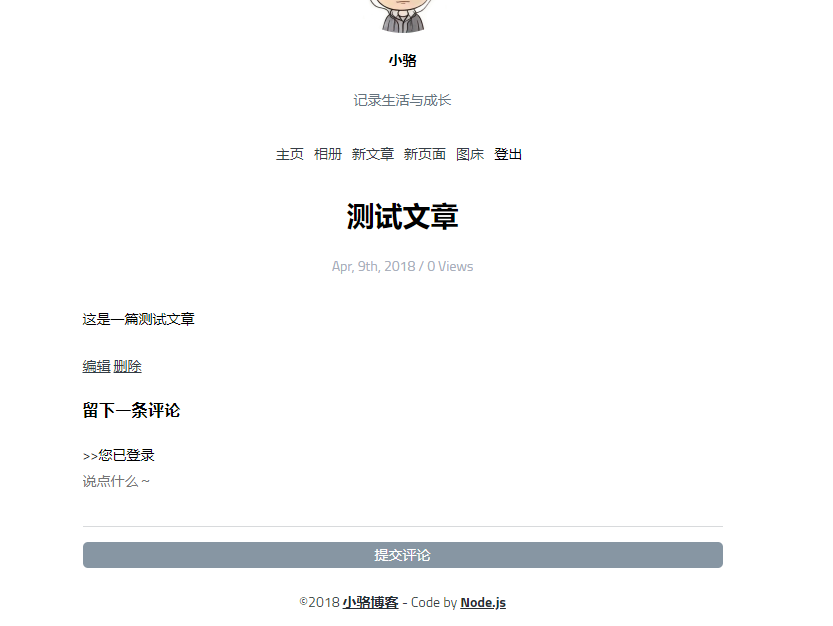 小骆
记录生活与成长
主页 相册 新文章 新页面 图床 登出
测试文章
Apr, 9th, 2018 / 0 Views
这是一篇测试文章
编辑 删除
留下一条评论
>>您已登录
说点什么~
提交评论
©2018 小骆博客 - Code by Node.js